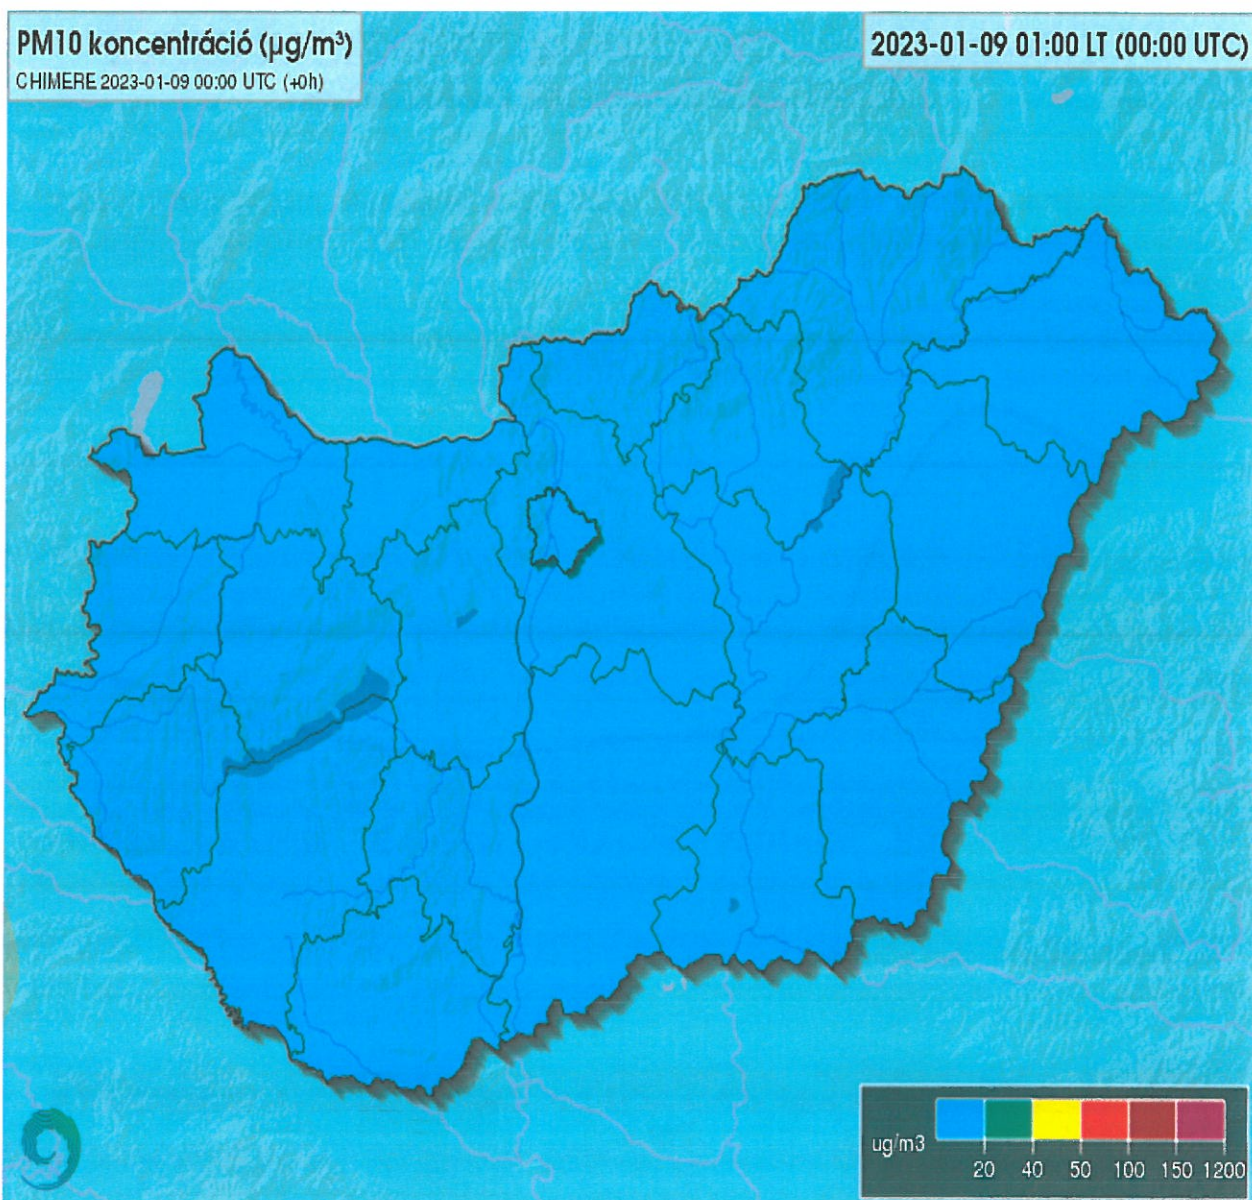 PM10 koncentráció (µg/m³)
CHIMERE 2023-01-09 00:00 UTC (+0h)
2023-01-09 01:00 LT (00:00 UTC)
ug/m3
20 40 50 100 150 1200